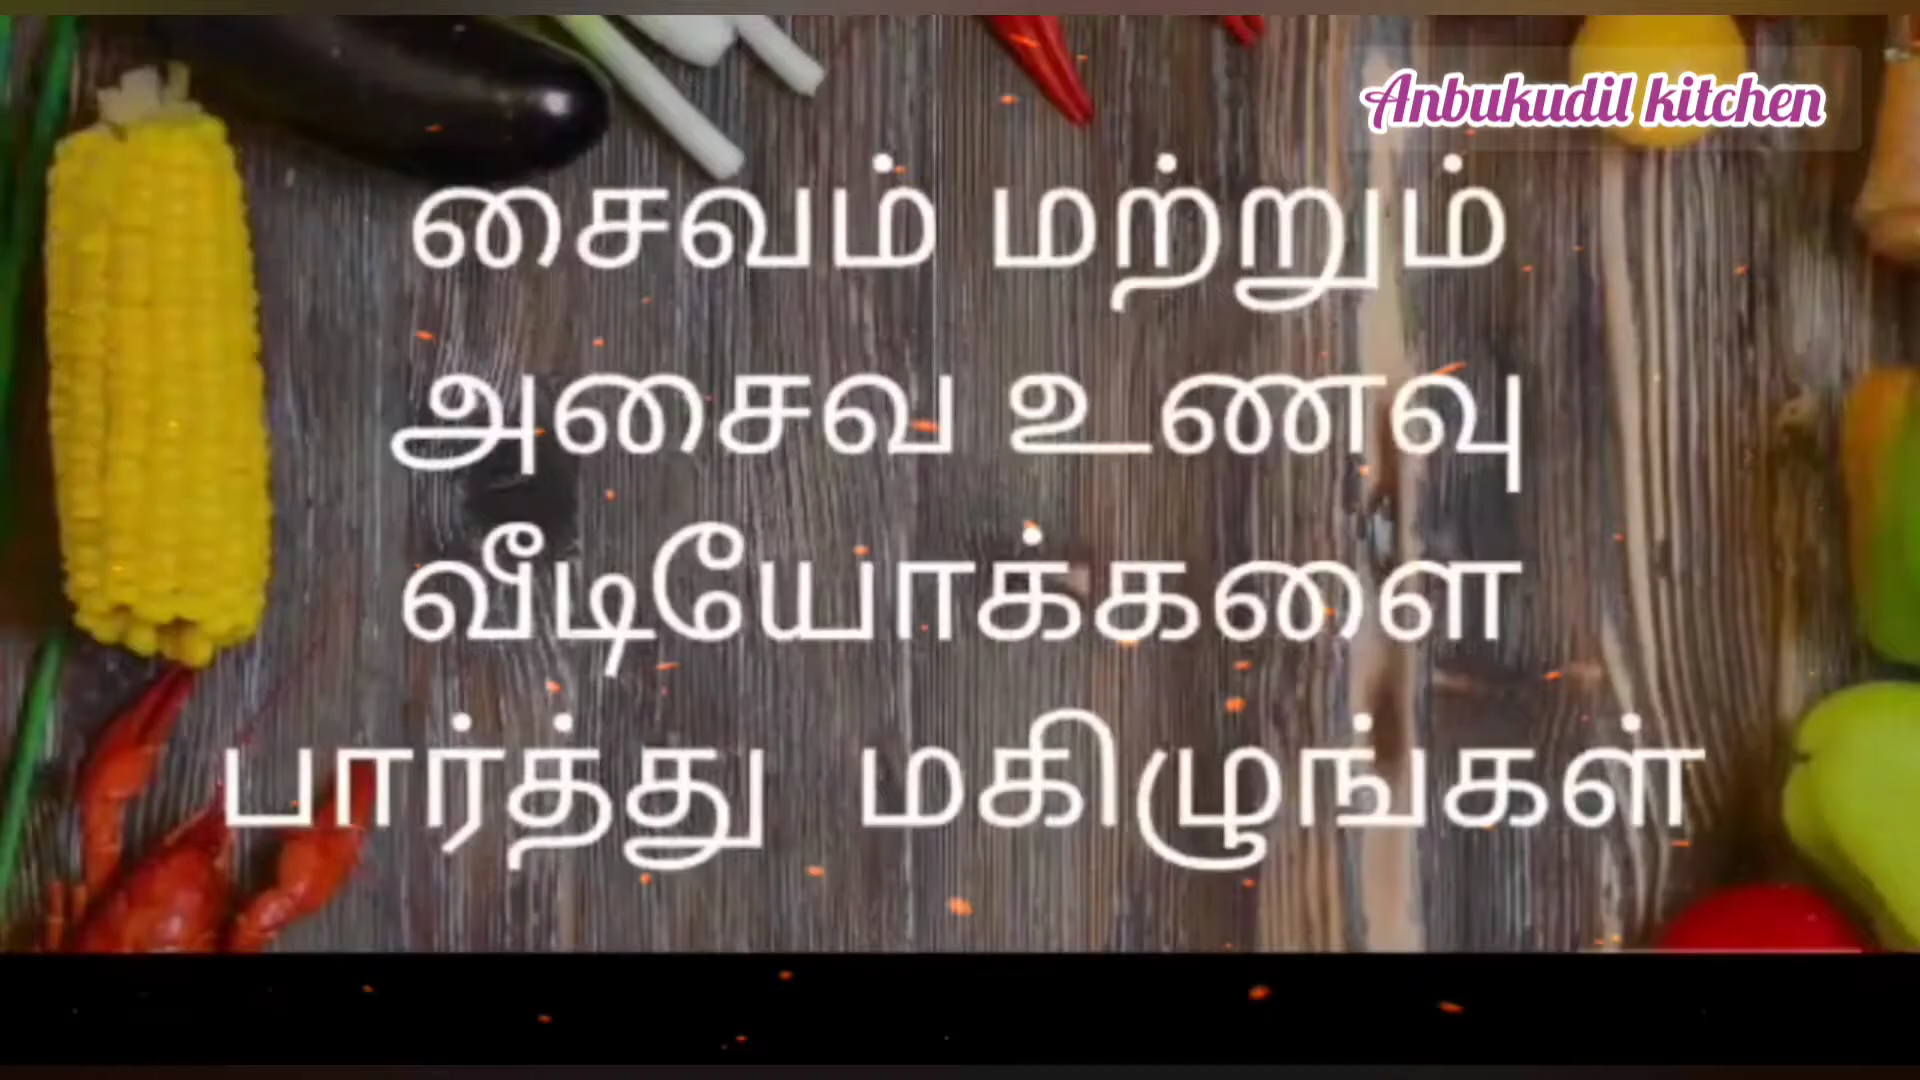 Anbukudil kitchen
சைவம் மற்றும்
அசைவ உணவு
வீடியோக்களை
பார்த்து மகிழுங்கள்